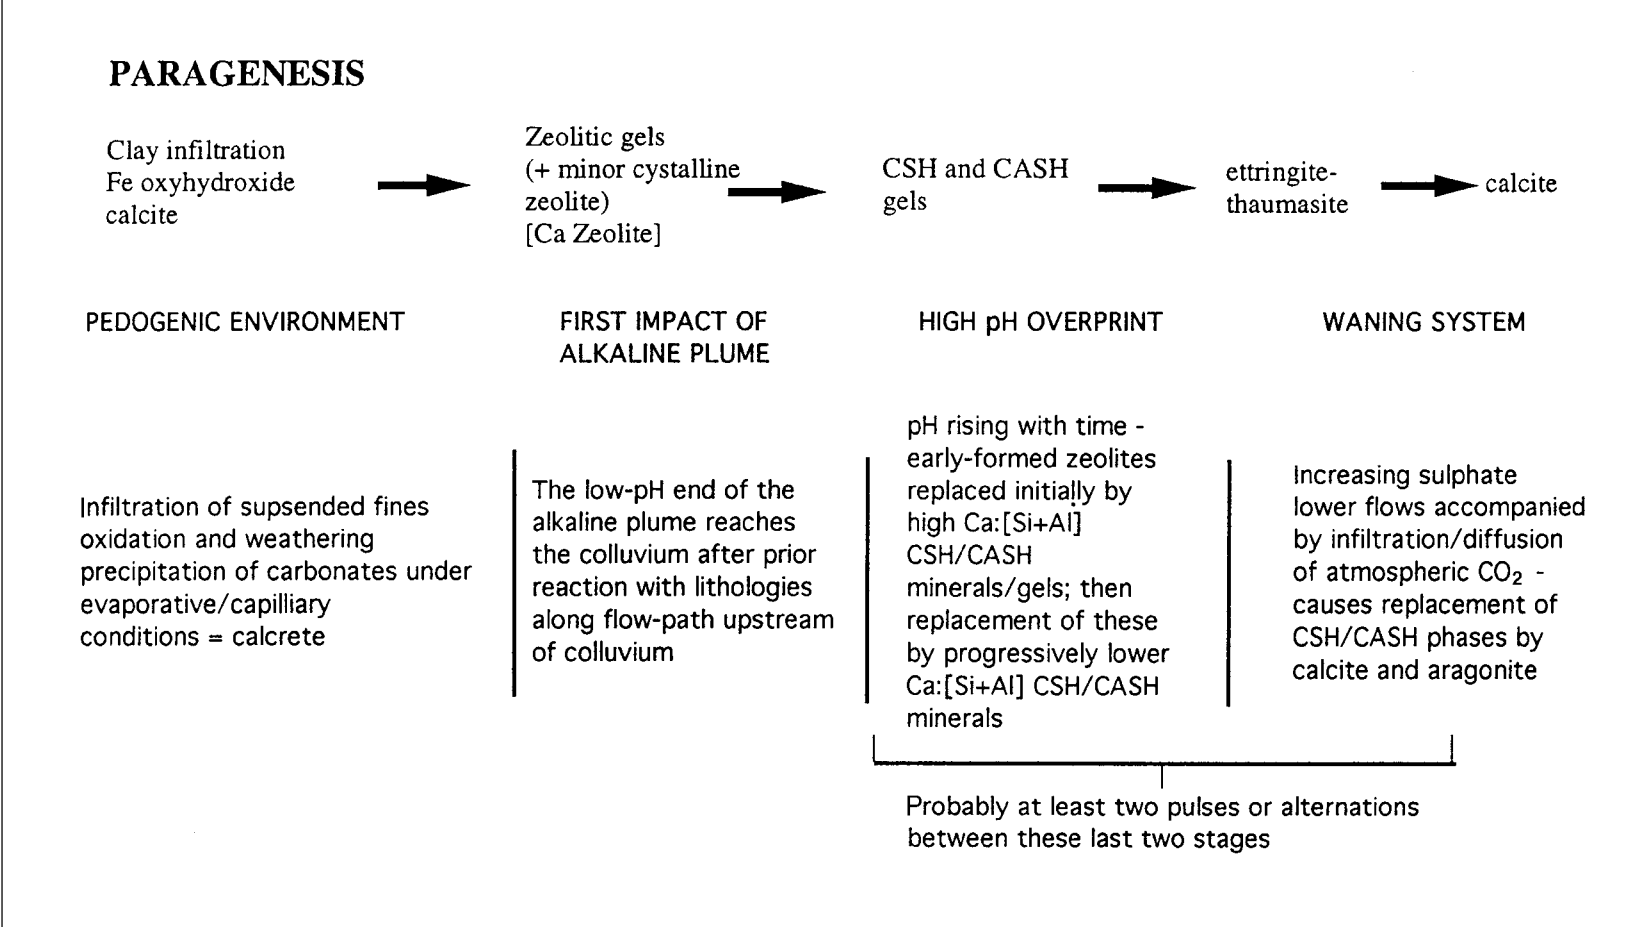 PARAGENESIS
Clay infiltration
Fe oxyhydroxide
calcite
Zeolitic gels
(+ minor cystalline
zeolite)
[Ca Zeolite]
CSH and CASH
gels
ettringite-
thaumasite
calcite
PEDOGENIC ENVIRONMENT
FIRST IMPACT OF
ALKALINE PLUME
HIGH pH OVERPRINT
WANING SYSTEM
Infiltration of supsended fines
oxidation and weathering
precipitation of carbonates under
evaporative/capilliary
conditions = calcrete
The low-pH end of the
alkaline plume reaches
the colluvium after prior
reaction with lithologies
along flow-path upstream
of colluvium
pH rising with time -
early-formed zeolites
replaced initially by
high Ca:[Si+Al]
CSH/CASH
minerals/gels; then
replacement of these
by progressively lower
Ca:[Si+Al] CSH/CASH
minerals
Increasing sulphate
lower flows accompanied
by infiltration/diffusion
of atmospheric CO₂ -
causes replacement of
CSH/CASH phases by
calcite and aragonite
Probably at least two pulses or alternations
between these last two stages